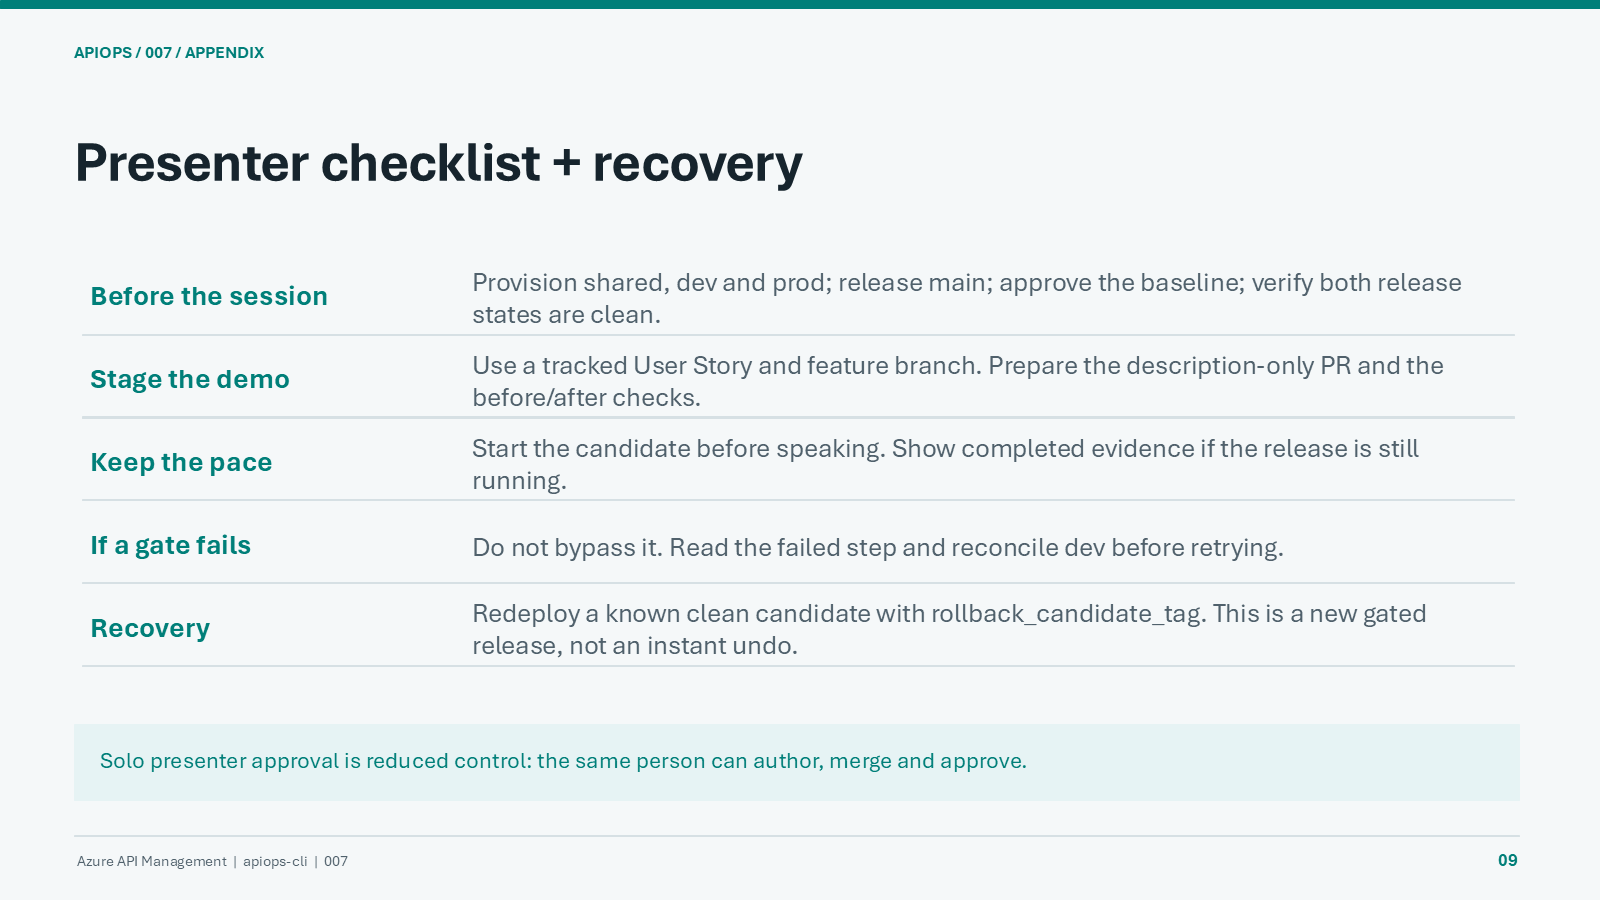 APIOPS / 007 / APPENDIX
Presenter checklist + recovery
Before the session
Provision shared, dev and prod; release main; approve the baseline; verify both release
states are clean.
Stage the demo
Use a tracked User Story and feature branch. Prepare the description-only PR and the
before/after checks.
Keep the pace
Start the candidate before speaking. Show completed evidence if the release is still
running.
If a gate fails
Do not bypass it. Read the failed step and reconcile dev before retrying.
Recovery
Redeploy a known clean candidate with rollback_candidate_tag. This is a new gated
release, not an instant undo.
Solo presenter approval is reduced control: the same person can author, merge and approve.
Azure API Management | apiops-cli | 007
09